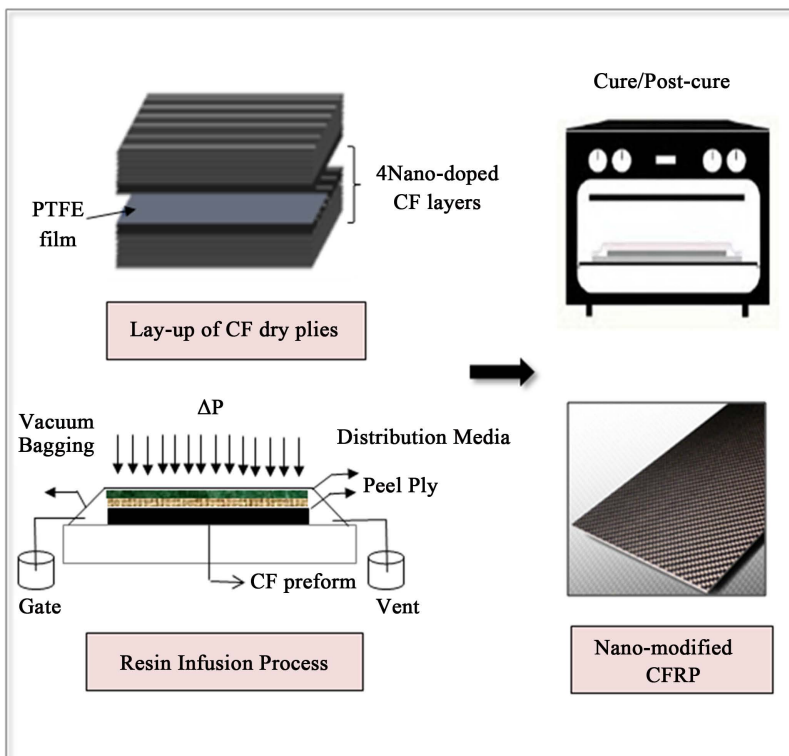 Cure/Post-cure
4Nano-doped
CF layers
PTFE
film
Lay-up of CF dry plies
Vacuum
Bagging
ΔP
Distribution Media
Peel Ply
CF preform
Gate
Vent
Resin Infusion Process
Nano-modified
CFRP